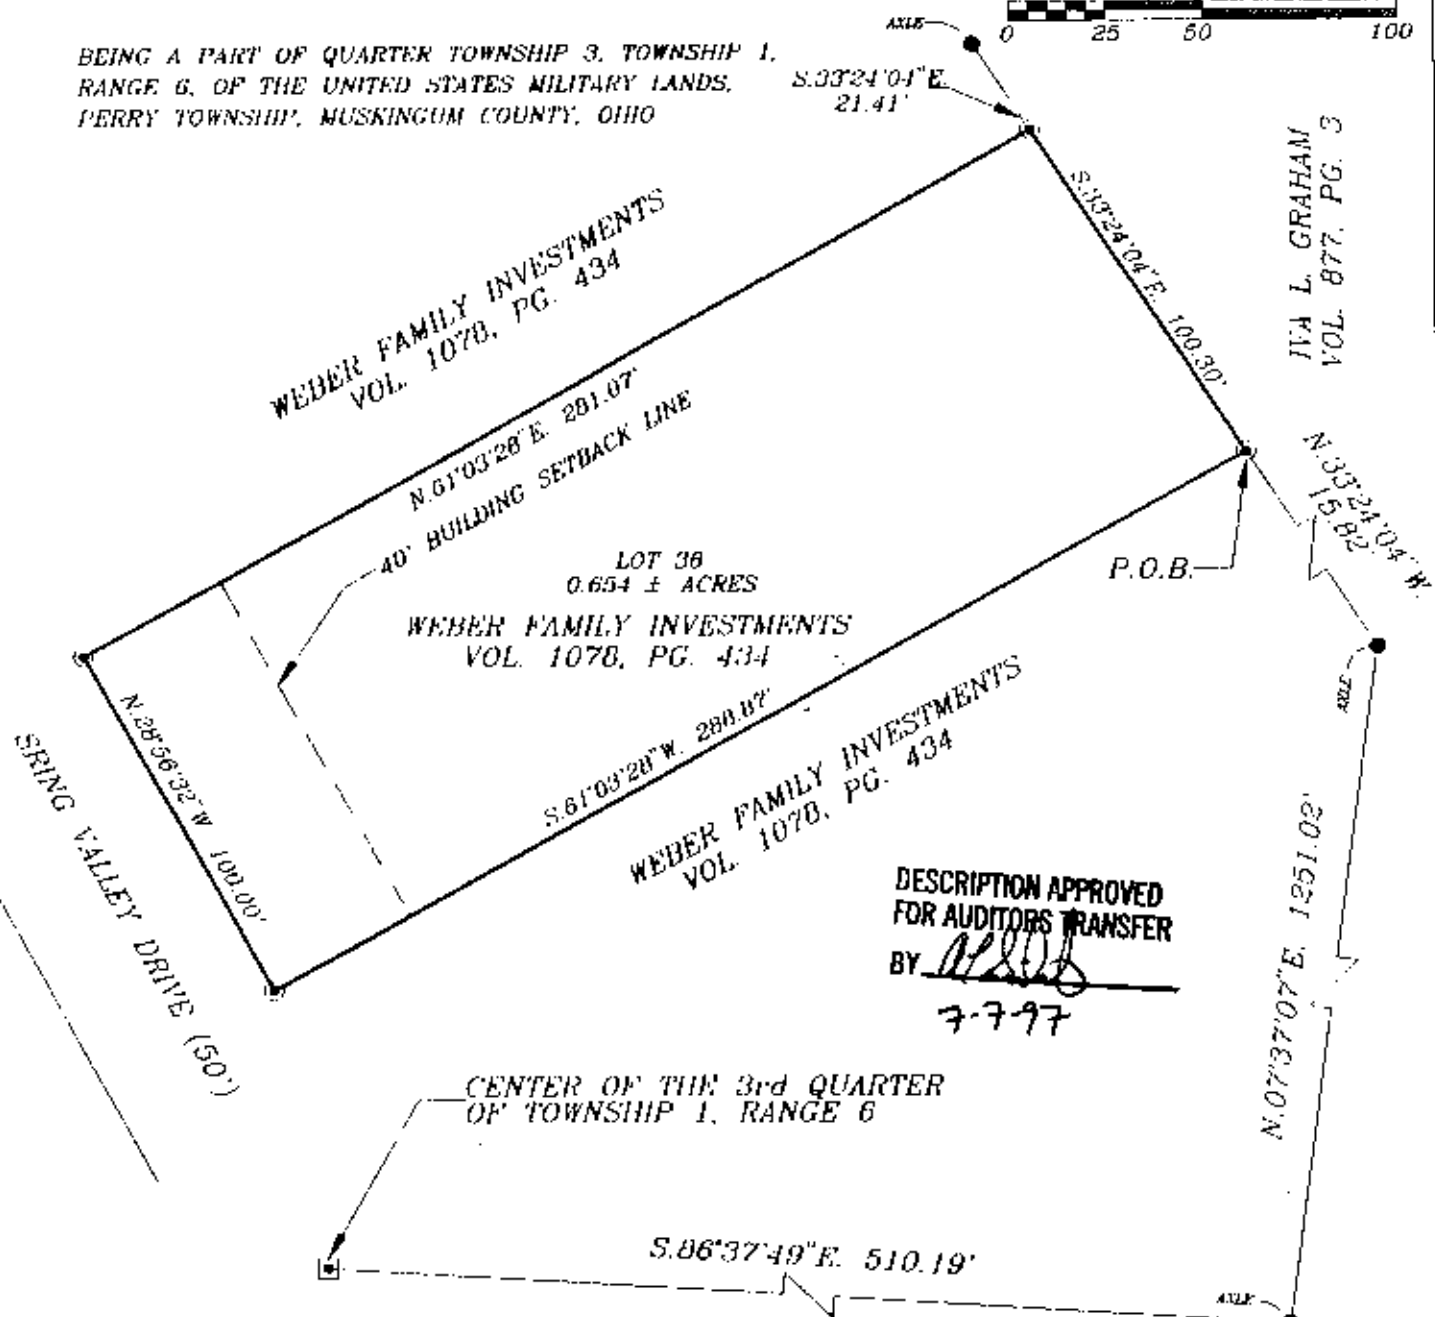 BEING A PART OF QUARTER TOWNSHIP 3, TOWNSHIP 1,
RANGE 6, OF THE UNITED STATES MILITARY LANDS,
PERRY TOWNSHIP, MUSKINGUM COUNTY, OHIO
AXLE
0 25 50 100
S.33°24'04"E.
21.41'
IVA L. GRAHAM
VOL. 877, PG. 3
S.33°24'04"E. 100.30'
WEBER FAMILY INVESTMENTS
VOL. 1078, PG. 434
N.61°03'28"E. 281.07'
40' BUILDING SETBACK LINE
N.33°24'04"W.
15.82'
P.O.B.
LOT 36
0.654 ± ACRES
WEBER FAMILY INVESTMENTS
VOL. 1078, PG. 434
AXLE
N.28°56'32"W 100.00'
SRING VALLEY DRIVE (50')
S.61°03'28"W. 288.87'
WEBER FAMILY INVESTMENTS
VOL. 1078, PG. 434
DESCRIPTION APPROVED
FOR AUDITORS TRANSFER
BY
7-7-97
N.07°37'07"E. 1251.02'
CENTER OF THE 3rd QUARTER
OF TOWNSHIP 1, RANGE 6
S.86°37'49"E. 510.19'
AXLE